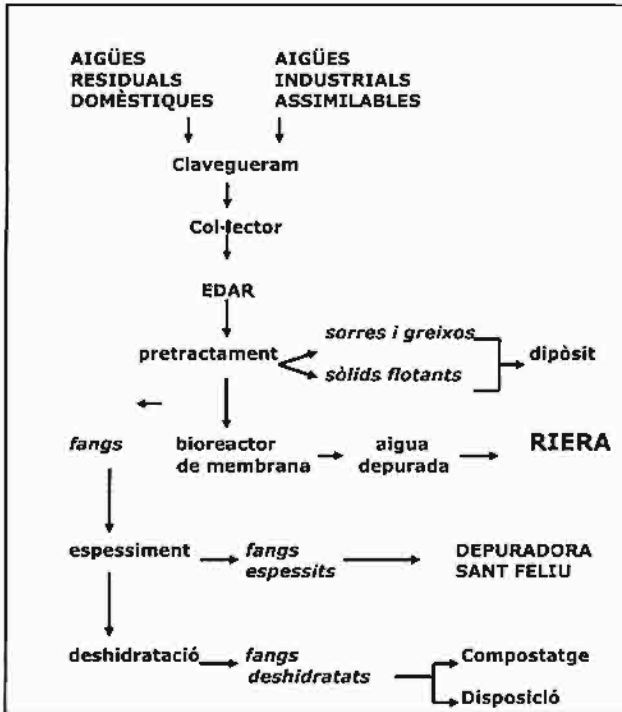 AIGÜES
RESIDUALS
DOMÈSTIQUES
AIGÜES
INDUSTRIALS
ASSIMILABLES
Clavegueram
Col·lector
EDAR
pretractament
sorres i greixos
sòlids flotants
dipòsit
fangs
bioreactor
de membrana
aigua
depurada
RIERA
espessiment
fangs
espessits
DEPURADORA
SANT FELIU
deshidratació
fangs
deshidratats
Compostatge
Disposició